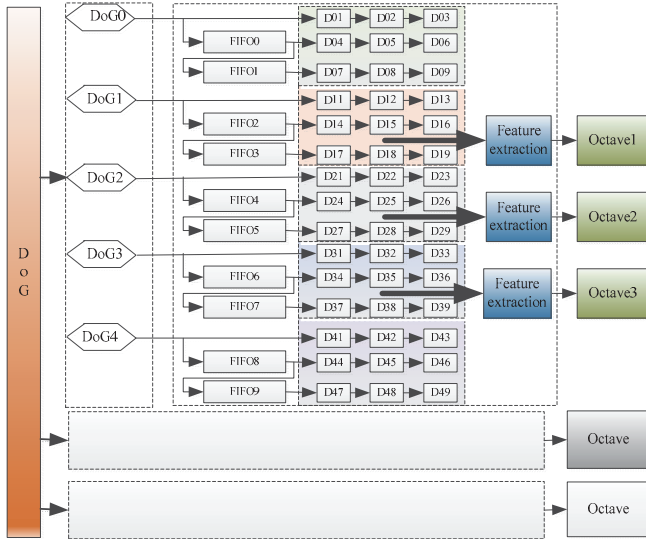 DoG
DoG0
D01 D02 D03
FIFO0 D04 D05 D06
FIFO1 D07 D08 D09
DoG1
D11 D12 D13
FIFO2 D14 D15 D16
FIFO3 D17 D18 D19
Feature
extraction
Octave1
DoG2
D21 D22 D23
FIFO4 D24 D25 D26
FIFO5 D27 D28 D29
Feature
extraction
Octave2
DoG3
D31 D32 D33
FIFO6 D34 D35 D36
FIFO7 D37 D38 D39
Feature
extraction
Octave3
DoG4
D41 D42 D43
FIFO8 D44 D45 D46
FIFO9 D47 D48 D49
Octave
Octave